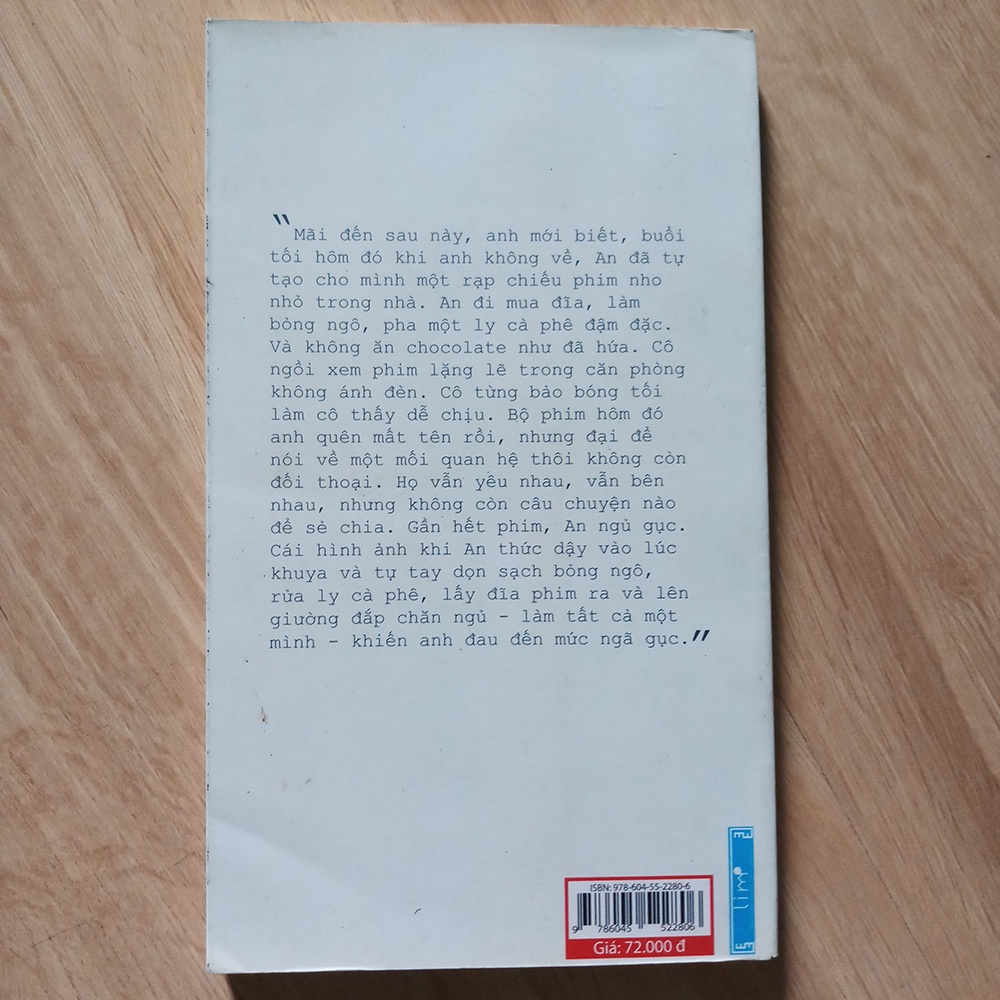 “Mãi đến sau này, anh mới biết, buổi
tối hôm đó khi anh không về, An đã tự
tạo cho mình một rạp chiếu phim nho
nhỏ trong nhà. An đi mua đĩa, làm
bỏng ngô, pha một ly cà phê đậm đặc.
Và không ăn chocolate như đã hứa. Cô
ngồi xem phim lặng lẽ trong căn phòng
không ánh đèn. Cô từng bảo bóng tối
làm cô thấy dễ chịu. Bộ phim hôm đó
anh quên mất tên rồi, nhưng đại để
nói về một mối quan hệ thôi không còn
đối thoại. Họ vẫn yêu nhau, vẫn bên
nhau, nhưng không còn câu chuyện nào
để sẻ chia. Gần hết phim, An ngủ gục.
Cái hình ảnh khi An thức dậy vào lúc
khuya và tự tay dọn sạch bỏng ngô,
rửa ly cà phê, lấy đĩa phim ra và lên
giường đắp chăn ngủ - làm tất cả một
mình - khiến anh đau đến mức ngã gục.”
lim
ISBN: 978-604-55-2280-6
9 786045 522806
Giá: 72.000 đ